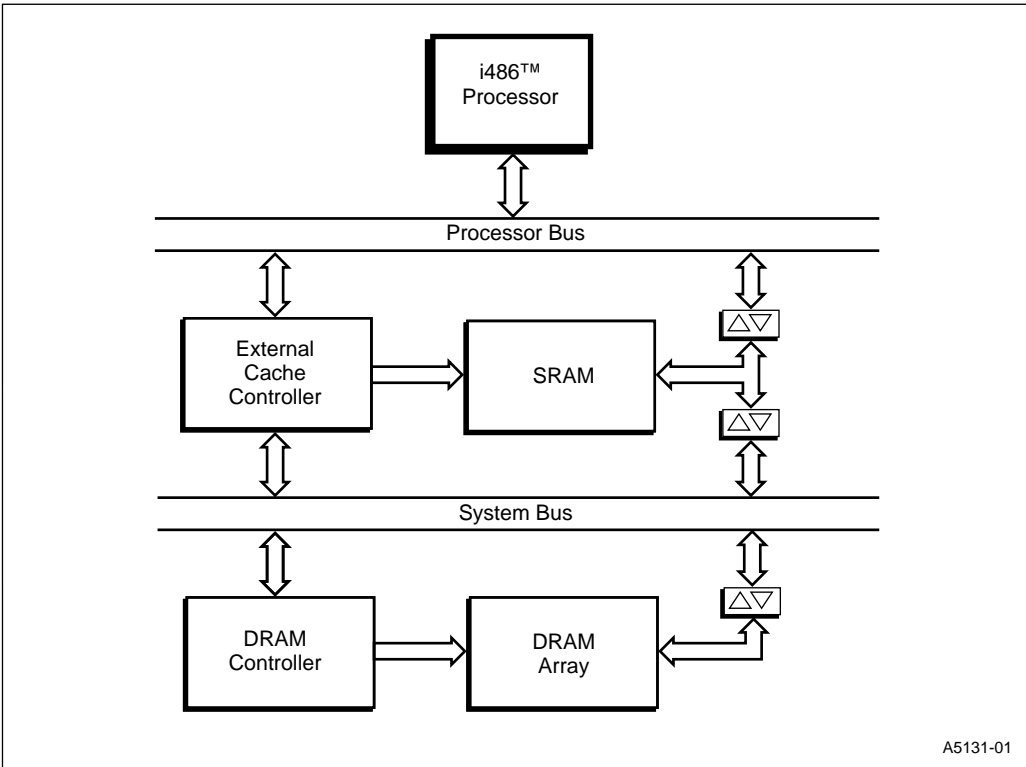 i486™
Processor
Processor Bus
External
Cache
Controller
SRAM
System Bus
DRAM
Controller
DRAM
Array
A5131-01